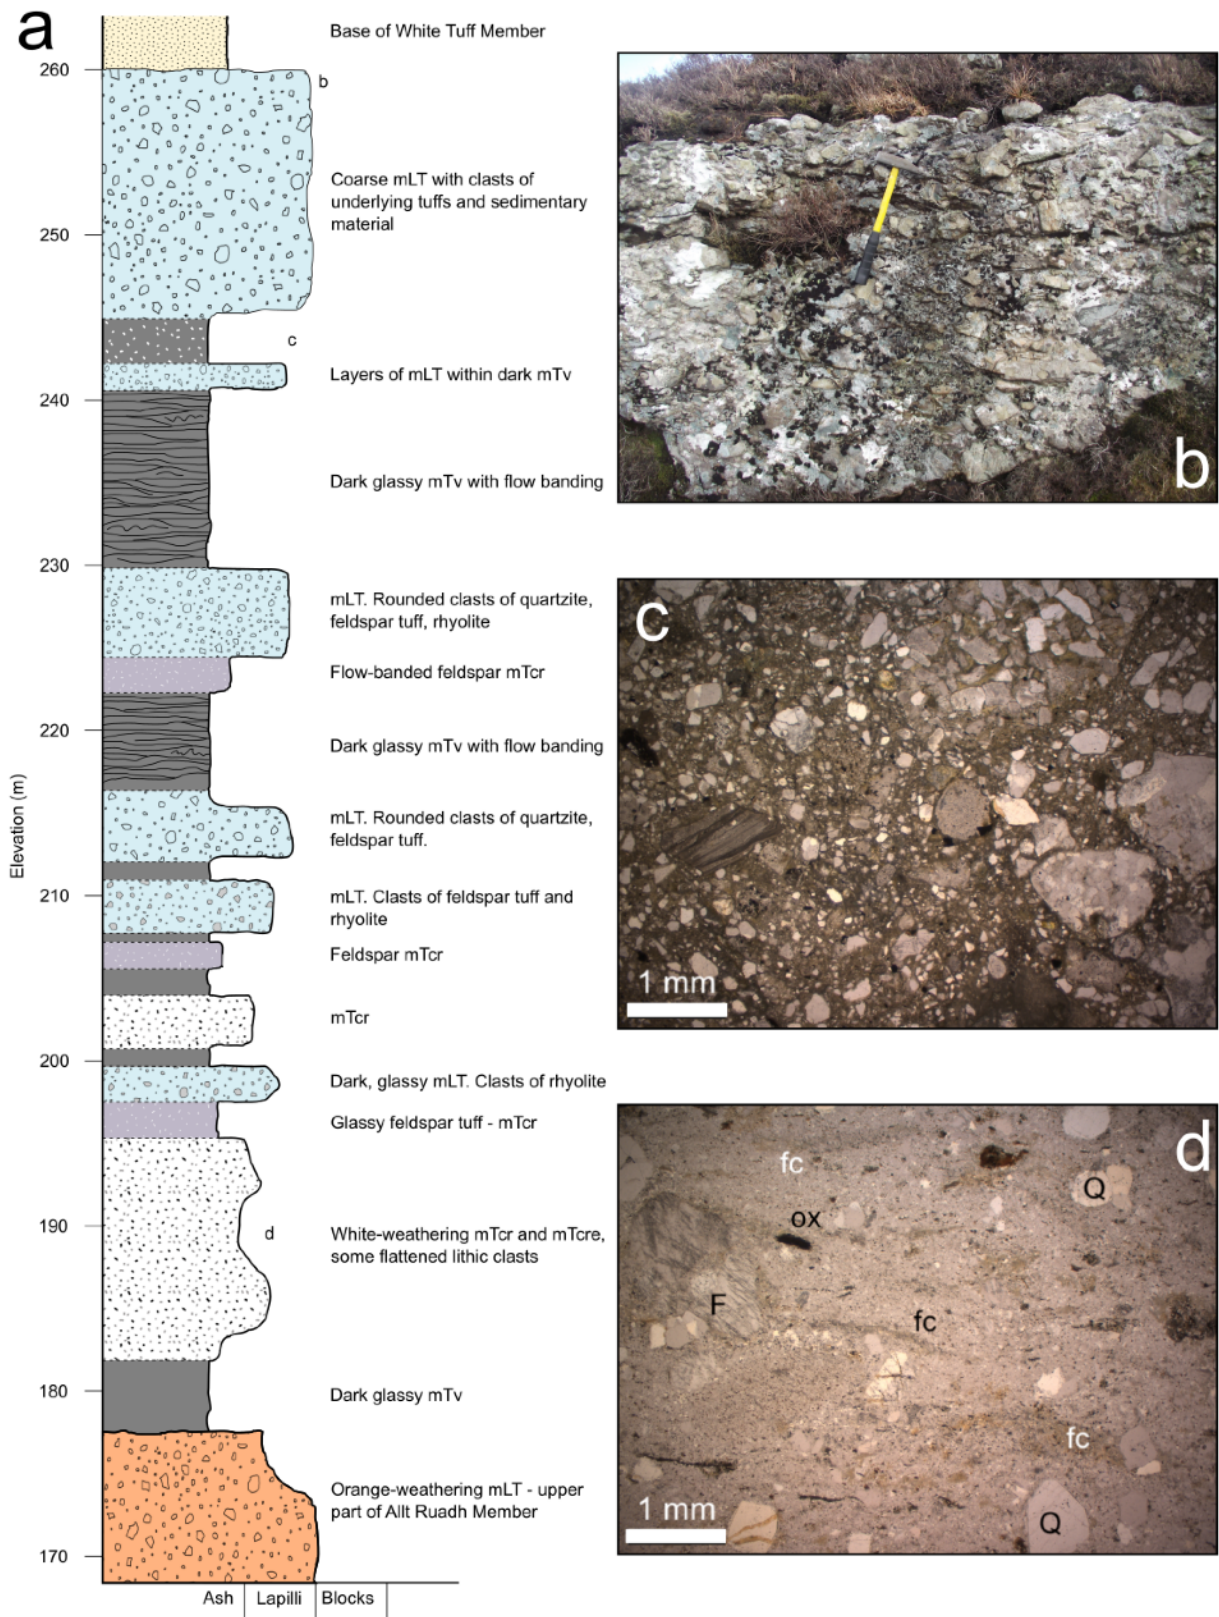 a
Base of White Tuff Member
260
b
Coarse mLT with clasts of
underlying tuffs and sedimentary
material
250
c
Layers of mLT within dark mTv
240
Dark glassy mTv with flow banding
230
mLT. Rounded clasts of quartzite,
feldspar tuff, rhyolite
Flow-banded feldspar mTcr
220
Dark glassy mTv with flow banding
mLT. Rounded clasts of quartzite,
feldspar tuff.
Elevation (m)
210
mLT. Clasts of feldspar tuff and
rhyolite
Feldspar mTcr
mTcr
200
Dark, glassy mLT. Clasts of rhyolite
Glassy feldspar tuff - mTcr
190
d
White-weathering mTcr and mTcre,
some flattened lithic clasts
180
Dark glassy mTv
Orange-weathering mLT - upper
part of Allt Ruadh Member
170
Ash
Lapilli
Blocks
b
c
1 mm
d
fc
Q
ox
F
fc
fc
1 mm
Q